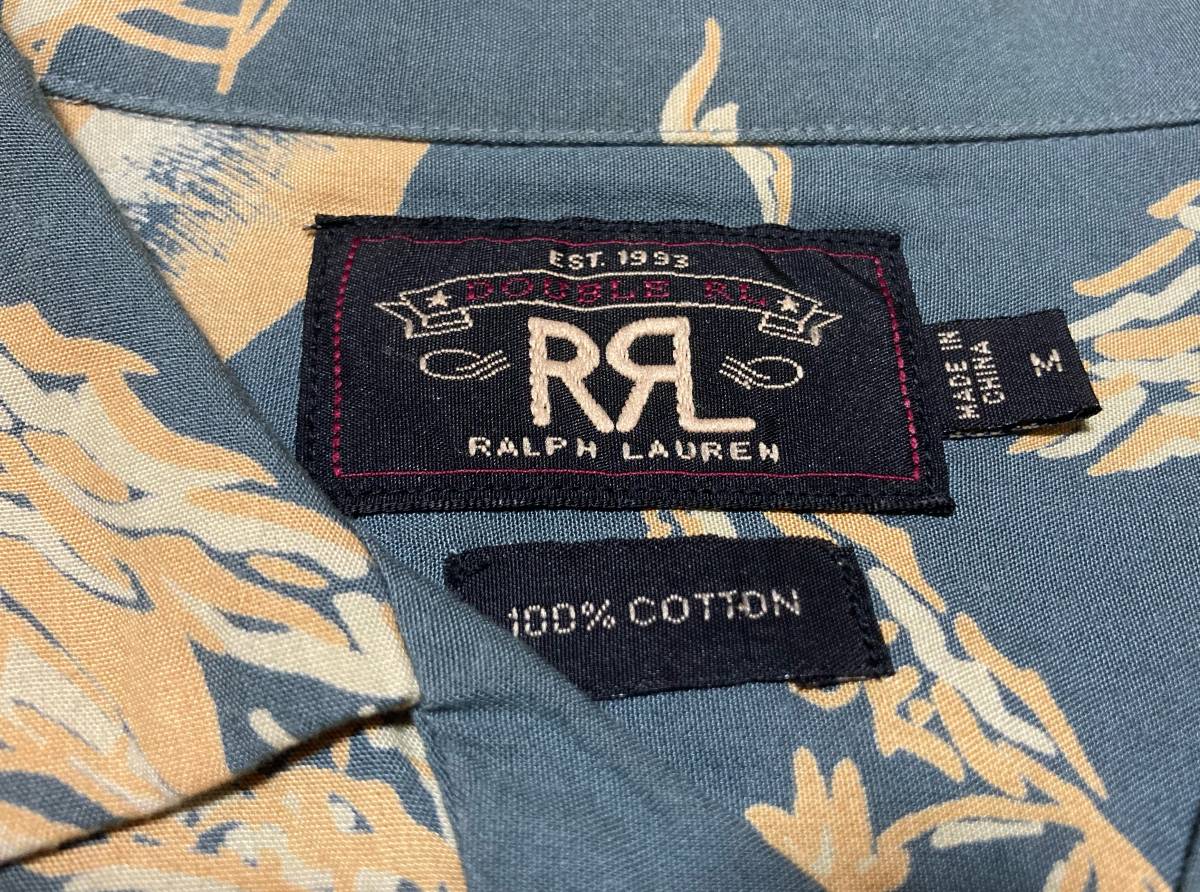 EST. 1993
DOUBLE RL
RRL
RALPH LAUREN
MADE IN
CHINA
M
100% COTTON